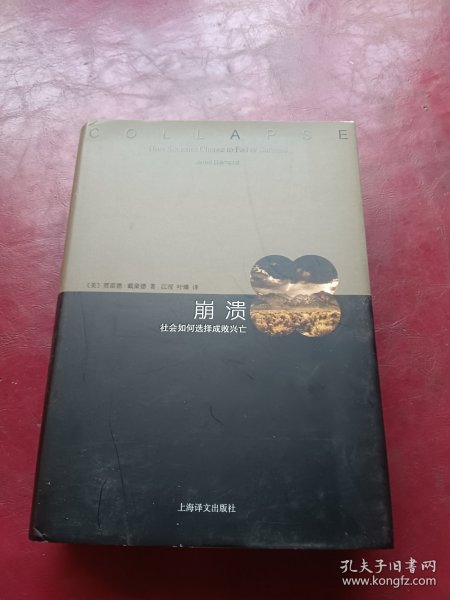 COLLAPSE
How Societies Choose to Fail or Succeed
Jared Diamond
〔美〕贾雷德·戴蒙德 著 江滢 叶臻 译
崩溃
社会如何选择成败兴亡
上海译文出版社
孔夫子旧书网
www.kongfz.com